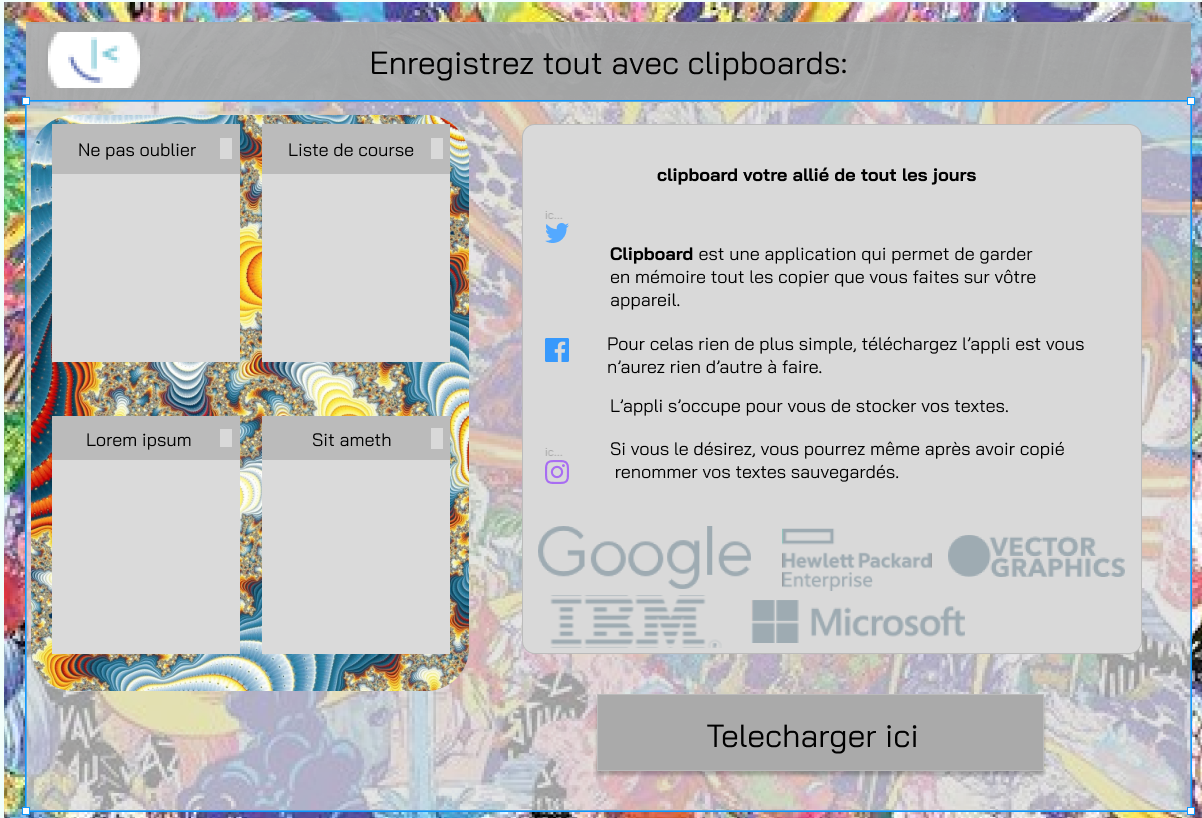 Enregistrez tout avec clipboards:
Ne pas oublier
Liste de course
Lorem ipsum
Sit ameth
clipboard votre allié de tout les jours
ic...
Clipboard est une application qui permet de garder
en mémoire tout les copier que vous faites sur vôtre
appareil.
Pour celas rien de plus simple, téléchargez l’appli est vous
n’aurez rien d’autre à faire.
L’appli s’occupe pour vous de stocker vos textes.
ic...
Si vous le désirez, vous pourrez même après avoir copié
renommer vos textes sauvegardés.
Google
Hewlett Packard
Enterprise
VECTOR
GRAPHICS
IBM®
Microsoft
Telecharger ici